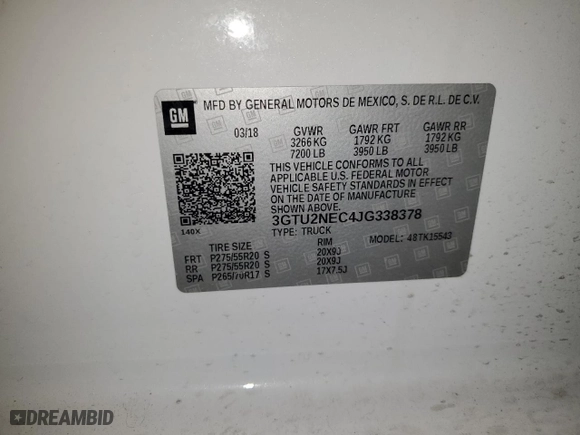 GM
MFD BY GENERAL MOTORS DE MEXICO, S. DE R.L. DE C.V.
03/18 GVWR GAWR FRT GAWR RR
3266 KG 1792 KG 1792 KG
7200 LB 3950 LB 3950 LB
THIS VEHICLE CONFORMS TO ALL
APPLICABLE U.S. FEDERAL MOTOR
VEHICLE SAFETY STANDARDS IN EFFECT
ON THE DATE OF MANUFACTURE
SHOWN ABOVE.
3GTU2NEC4JG338378
140X TYPE: TRUCK MODEL: 48TK15543
TIRE SIZE RIM
FRT P275/55R20 S 20X9J
RR P275/55R20 S 20X9J
SPA P265/70R17 S 17X7.5J
DREAMBID